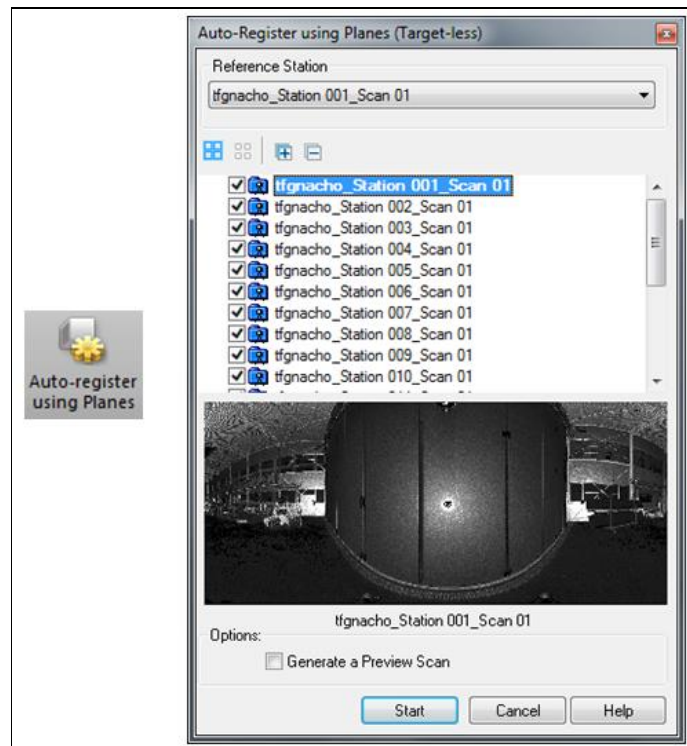 Auto-register
using Planes
Auto-Register using Planes (Target-less)
Reference Station
tfgnacho_Station 001_Scan 01
tfgnacho_Station 001_Scan 01
tfgnacho_Station 002_Scan 01
tfgnacho_Station 003_Scan 01
tfgnacho_Station 004_Scan 01
tfgnacho_Station 005_Scan 01
tfgnacho_Station 006_Scan 01
tfgnacho_Station 007_Scan 01
tfgnacho_Station 008_Scan 01
tfgnacho_Station 009_Scan 01
tfgnacho_Station 010_Scan 01
tfgnacho_Station 001_Scan 01
Options:
Generate a Preview Scan
Start Cancel Help